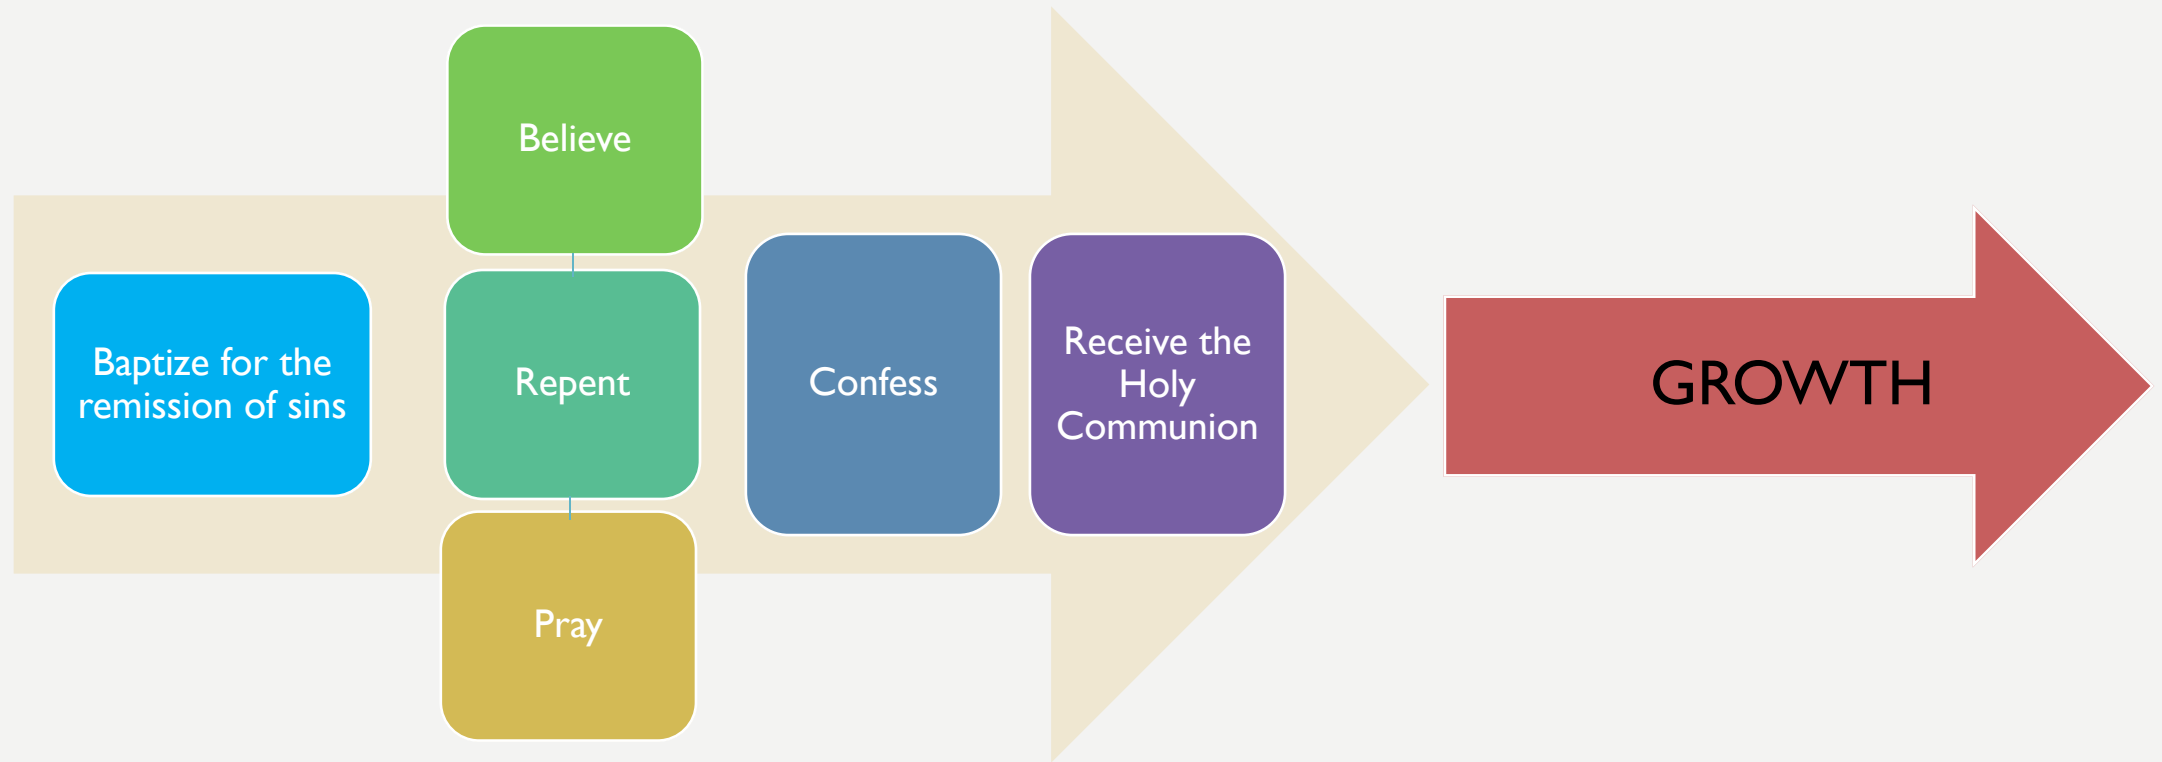 Baptize for the
remission of sins
Believe
Repent
Pray
Confess
Receive the
Holy
Communion
GROWTH